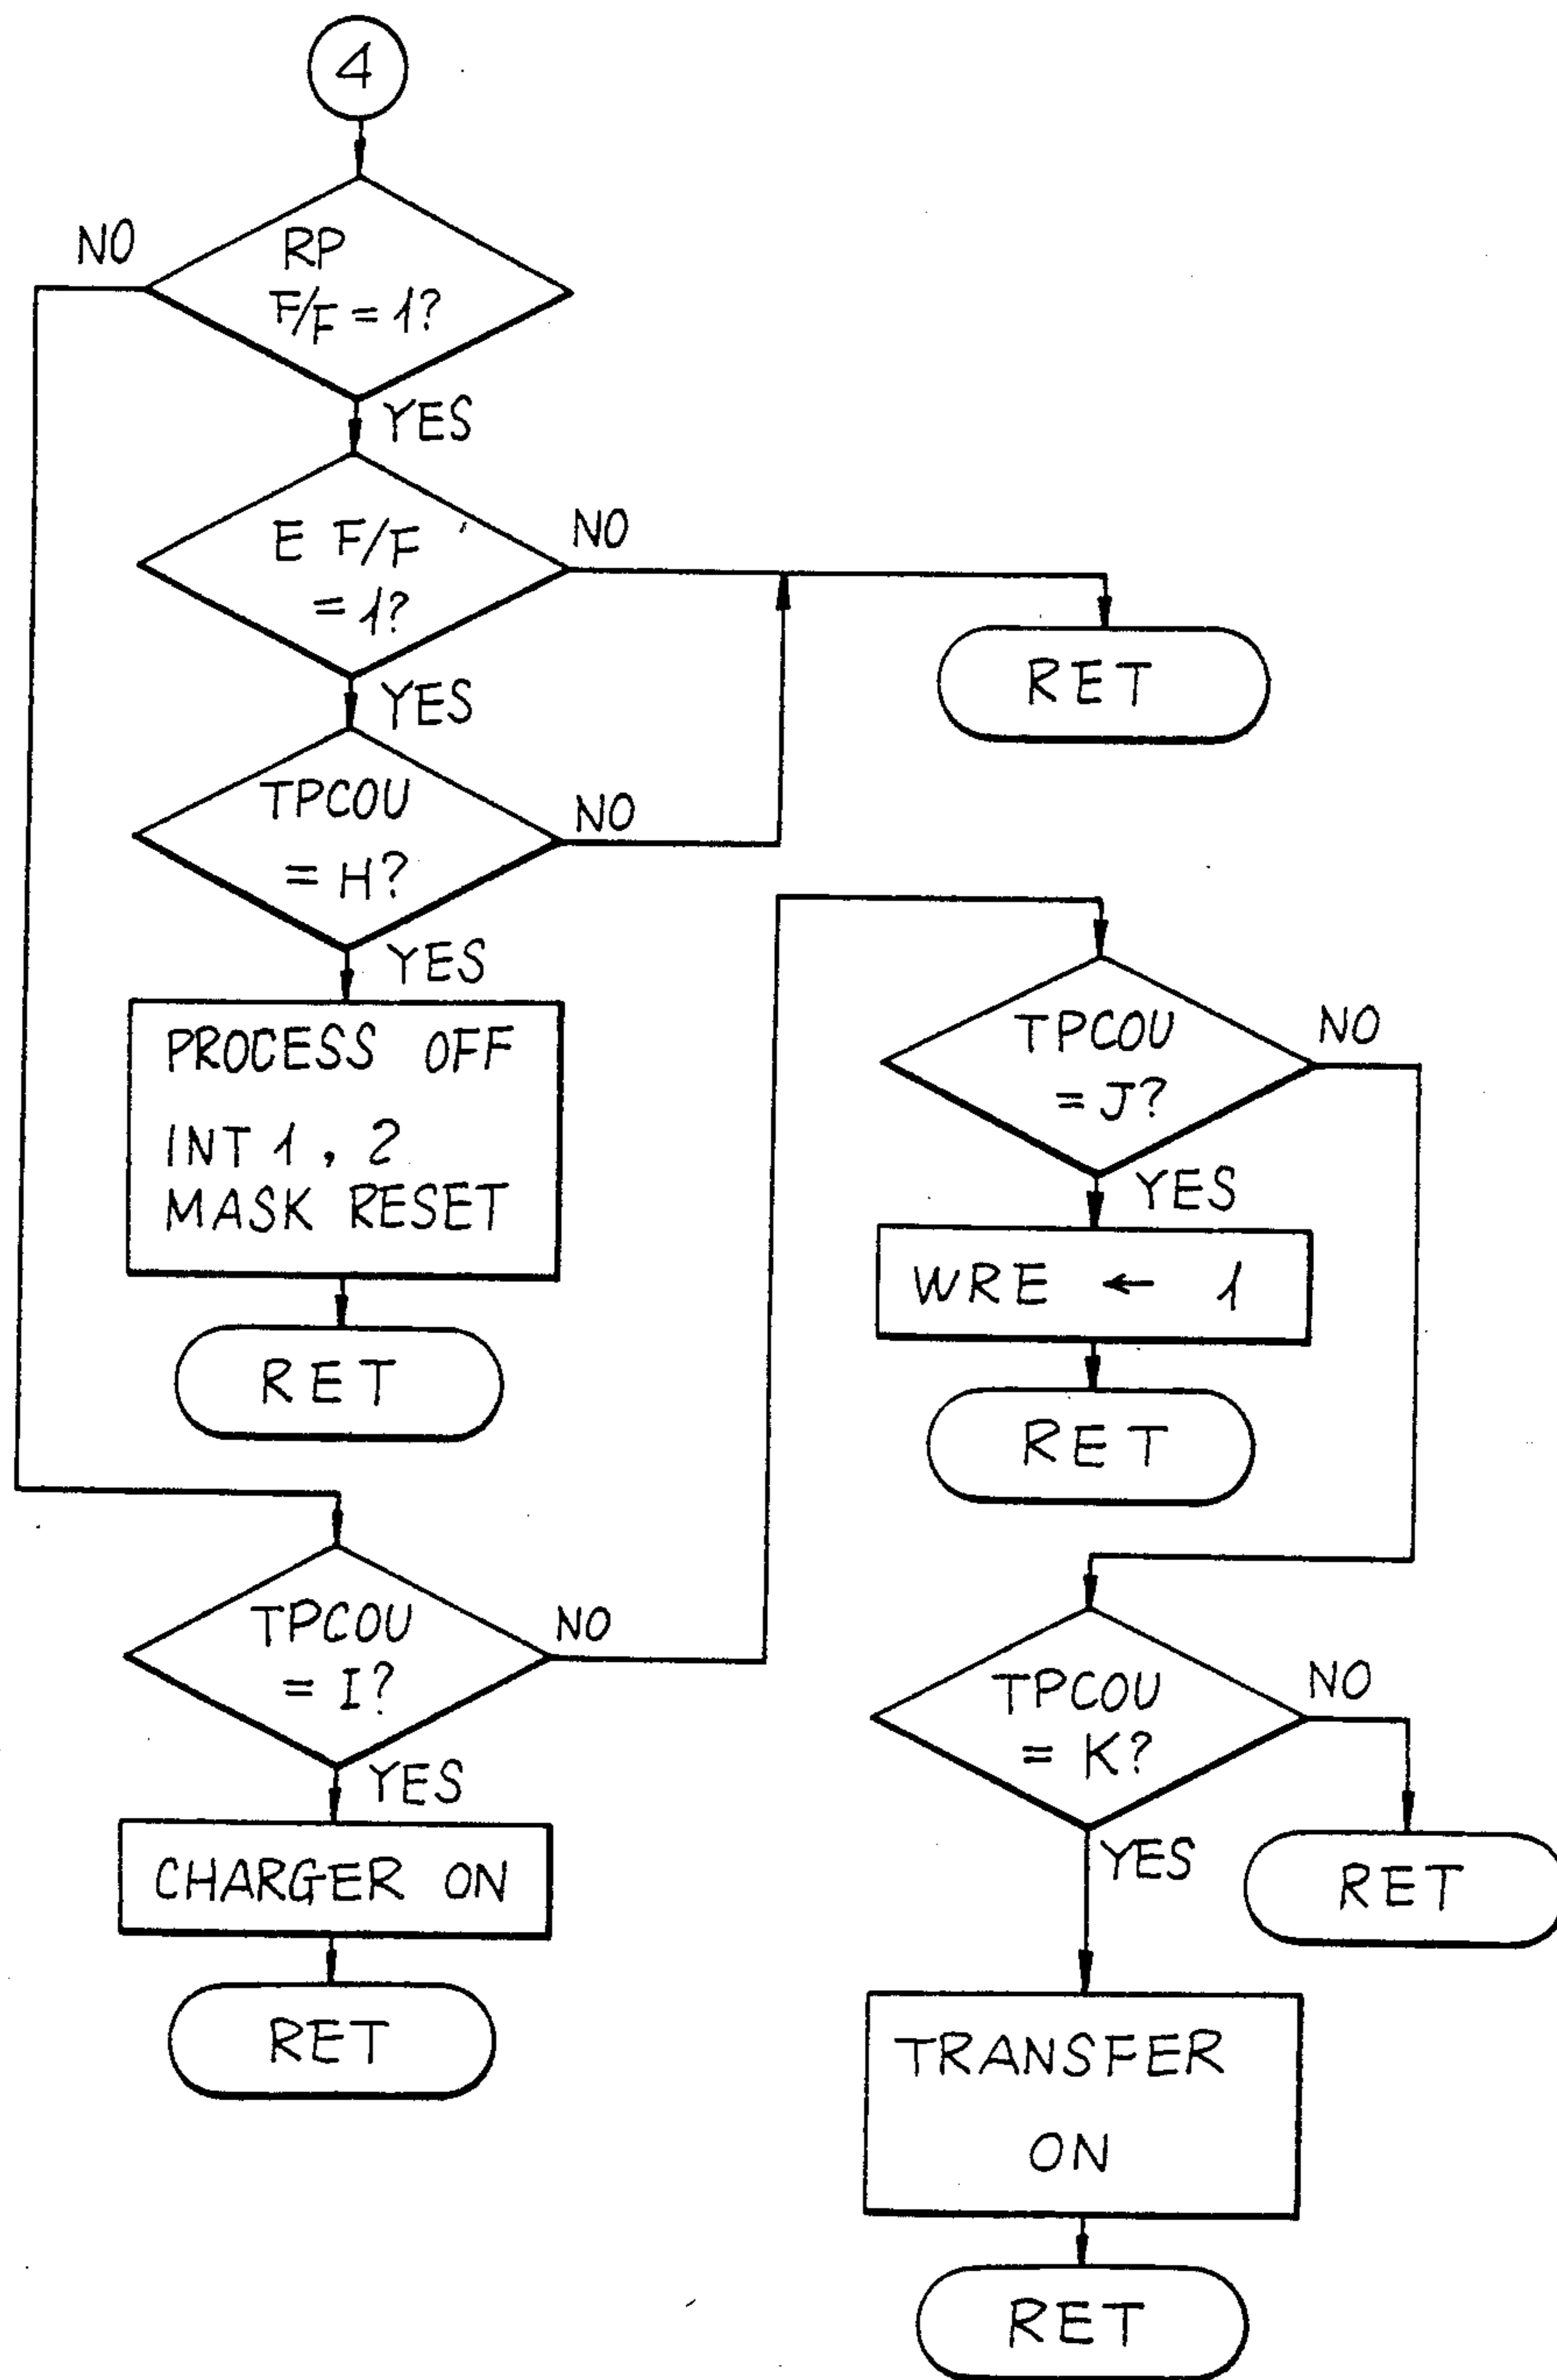 4
NO
RP
F/F = 1?
YES
E F/F
= 1?
NO
YES
RET
TPCOU
= H?
NO
YES
PROCESS OFF
INT 1, 2
MASK RESET
RET
TPCOU
= I?
NO
YES
CHARGER ON
RET
TPCOU
= J?
NO
YES
WRE ← 1
RET
TPCOU
= K?
NO
YES
RET
TRANSFER
ON
RET